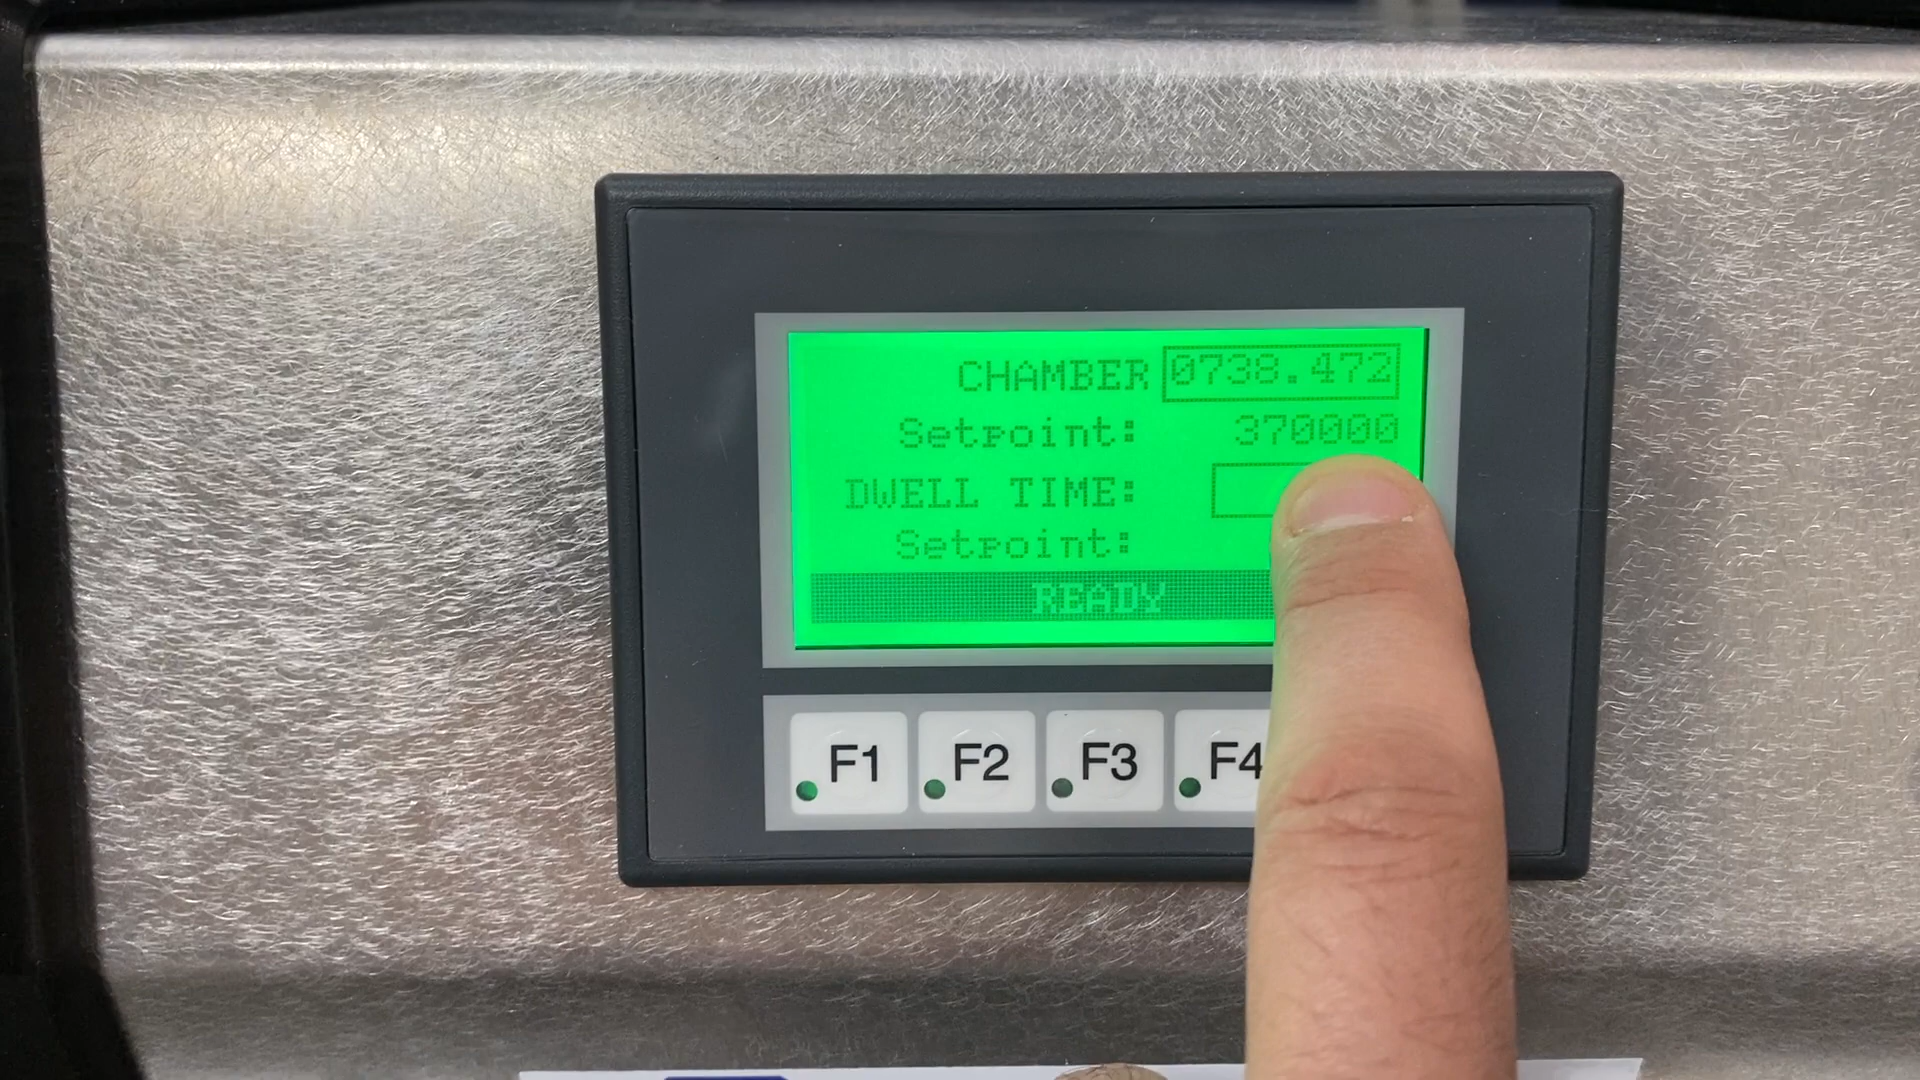 CHAMBER 0738.472
Setpoint: 370000
DWELL TIME:
Setpoint:
READY
F1 F2 F3 F4